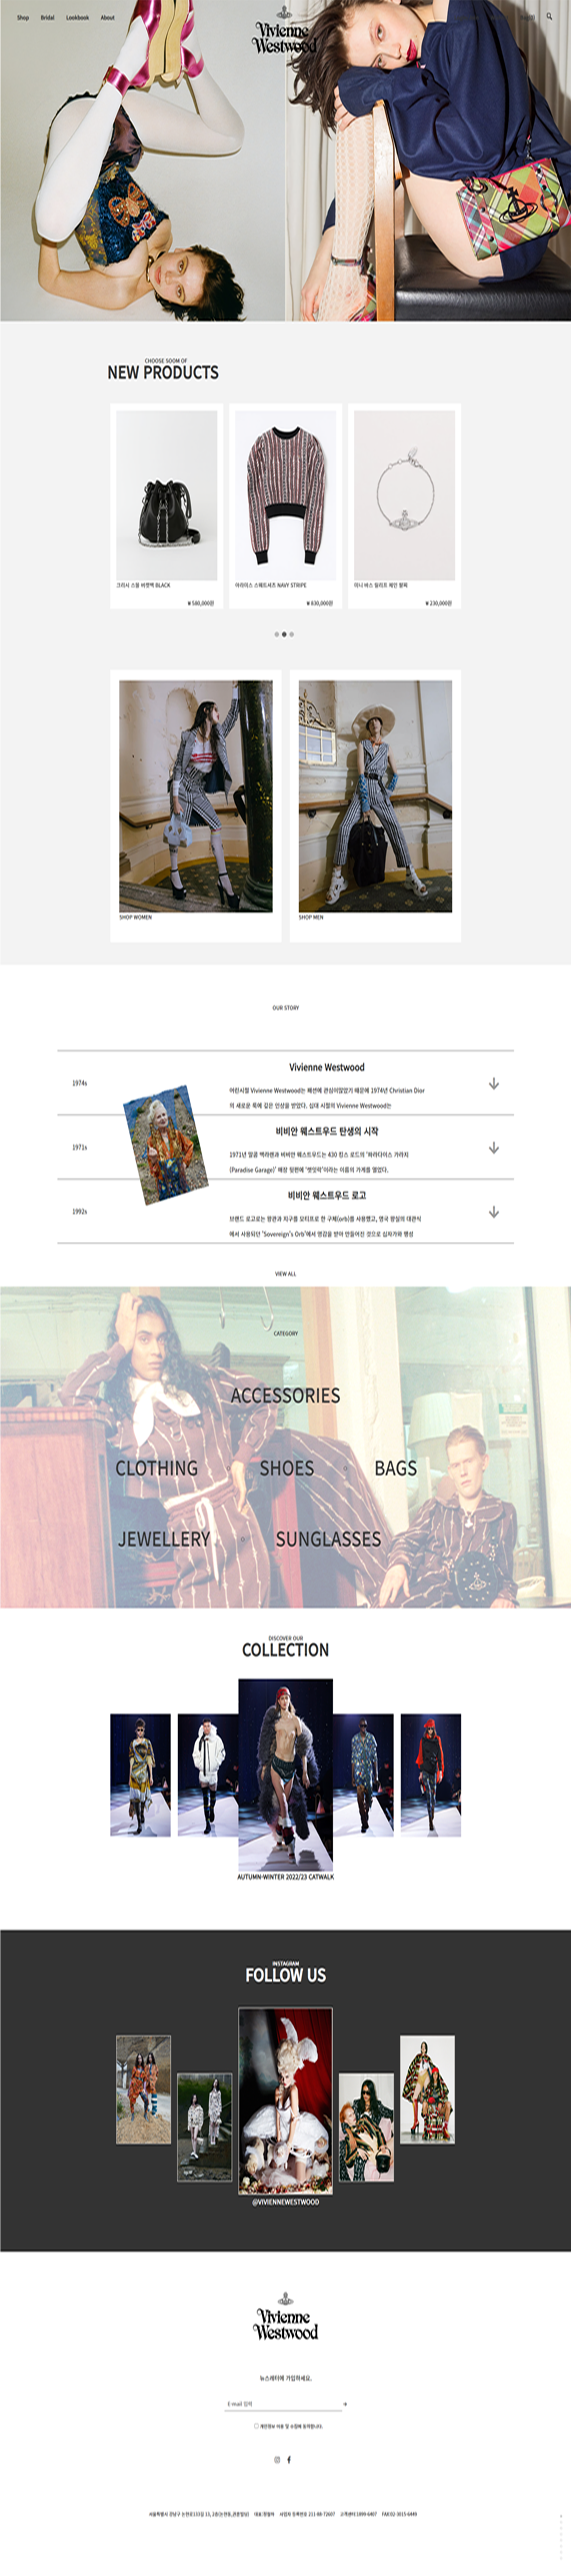 Shop Bridal Lookbook About
Vivienne
Westwood
CHOOSE SOOM OF
NEW PRODUCTS
크리시 스몰 버켓백 BLACK
₩ 580,000원
아라미스 스웨트셔츠 NAVY STRIPE
₩ 830,000원
미니 바스 릴리프 체인 팔찌
₩ 230,000원
SHOP WOMEN
SHOP MEN
OUR STORY
1974s
Vivienne Westwood
어린시절 Vivienne Westwood는 패션에 관심이많았기 때문에 1974년 Christian Dior
의 새로운 룩에 깊은 인상을 받았다. 십대 시절의 Vivienne Westwood는
1971s
비비안 웨스트우드 탄생의 시작
1971년 말콤 맥라렌과 비비안 웨스트우드는 430 킹스 로드의 '파라다이스 가라지
(Paradise Garage)' 매장 뒷편에 '렛잇락'이라는 이름의 가게를 열었다.
1992s
비비안 웨스트우드 로고
브랜드 로고로는 왕관과 지구를 모티프로 한 구체(orb)를 사용했고, 영국 왕실의 대관식
에서 사용되던 'Sovereign's Orb'에서 영감을 받아 만들어진 것으로 십자가와 행성
VIEW ALL
CATEGORY
ACCESSORIES
CLOTHING SHOES BAGS
JEWELLERY SUNGLASSES
DISCOVER OUR
COLLECTION
AUTUMN-WINTER 2022/23 CATWALK
INSTAGRAM
FOLLOW US
@VIVIENNEWESTWOOD
Vivienne
Westwood
뉴스레터에 가입하세요.
E-mail 입력
개인정보 이용 및 수집에 동의합니다.
서울특별시 강남구 논현로133길 13, 2층(논현동, 사업자 등록번호 211-88-72607 고객센터:1899-6407 FAX:02-3015-6449